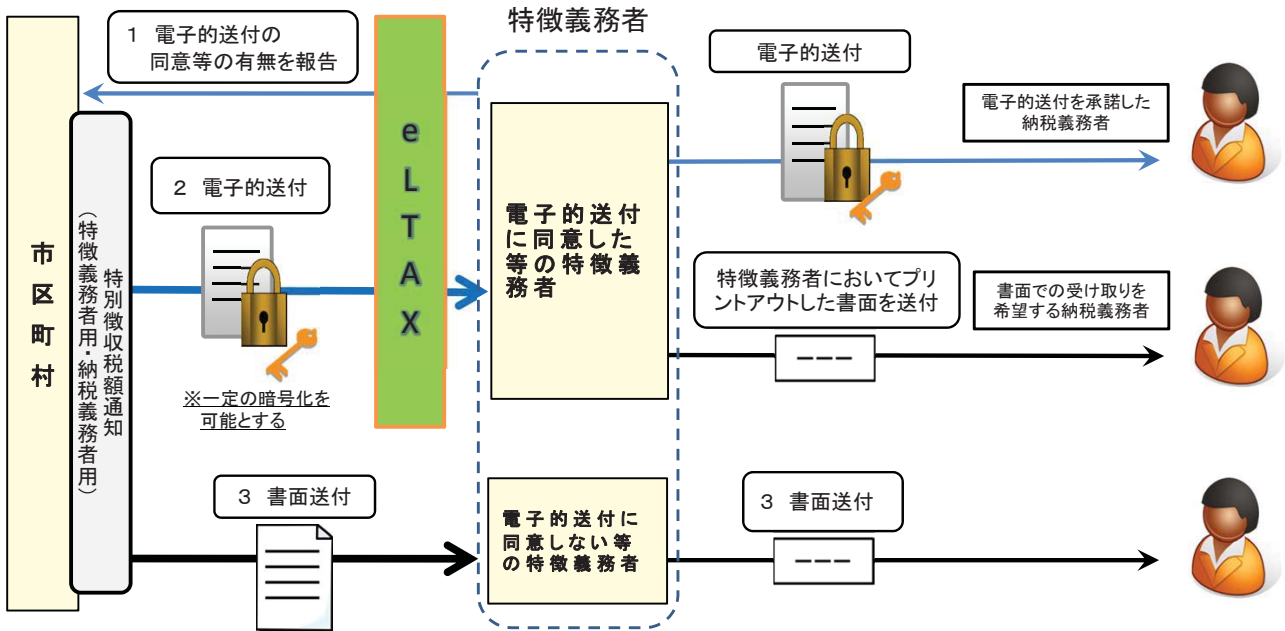 特徴義務者
1 電子的送付の
同意等の有無を報告
電子的送付
電子的送付を承諾した
納税義務者
eLTAX
2 電子的送付
※一定の暗号化を
可能とする
市区町村
特別徴収税額通知
（特徴義務者用・納税義務者用）
電子的送付
に同意した
等の特徴義
務者
特徴義務者においてプリ
ントアウトした書面を送付
書面での受け取りを
希望する納税義務者
3 書面送付
電子的送付に
同意しない等
の特徴義務者
3 書面送付